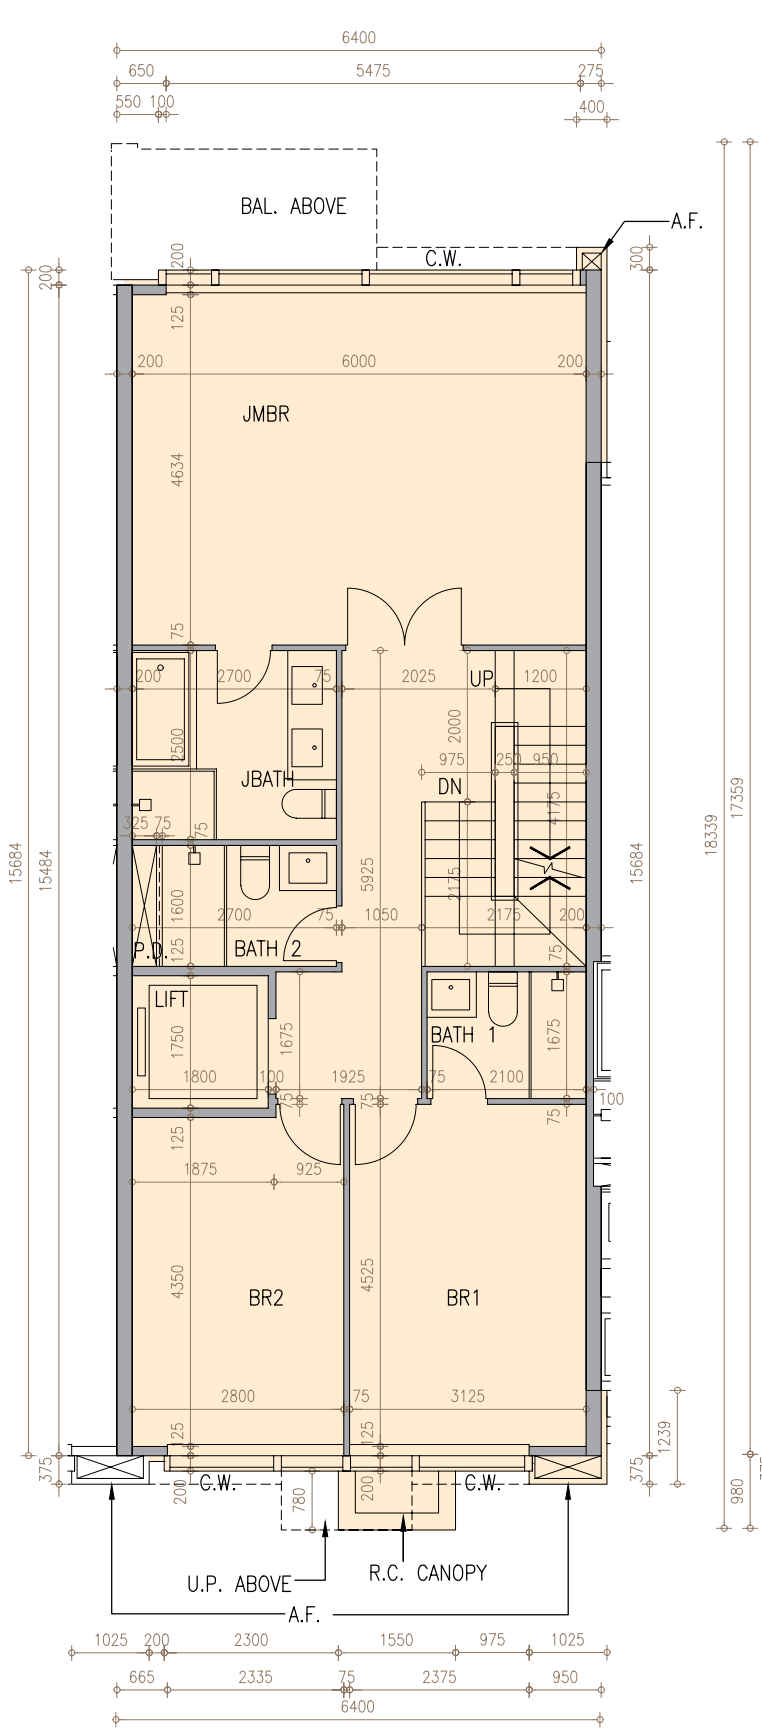 6400
650 5475 275
550 100 400
BAL. ABOVE
A.F.
C.W.
200 200 300
125
200 6000 200
JMBR
4634
75
200 2700 75 2025 UP 1200
2500 2000
975 250 950
JBATH DN
4175
325 75 75
15684 15484 5925 2175 15684 18339 17359
1600
2700 75 1050 2175 200
P.D. 125 BATH 2 75
LIFT
BATH 1
1750 1675 1675
1800 100 1925 75 2100 100
75 75 75
125
1875 925
4350 4525
BR2 BR1
2800 75 3125
125 125 1239
375 C.W. C.W. 375
200 780 200 980
R.C. CANOPY
U.P. ABOVE
A.F.
1025 200 2300 1550 975 1025
665 2335 75 2375 950
6400